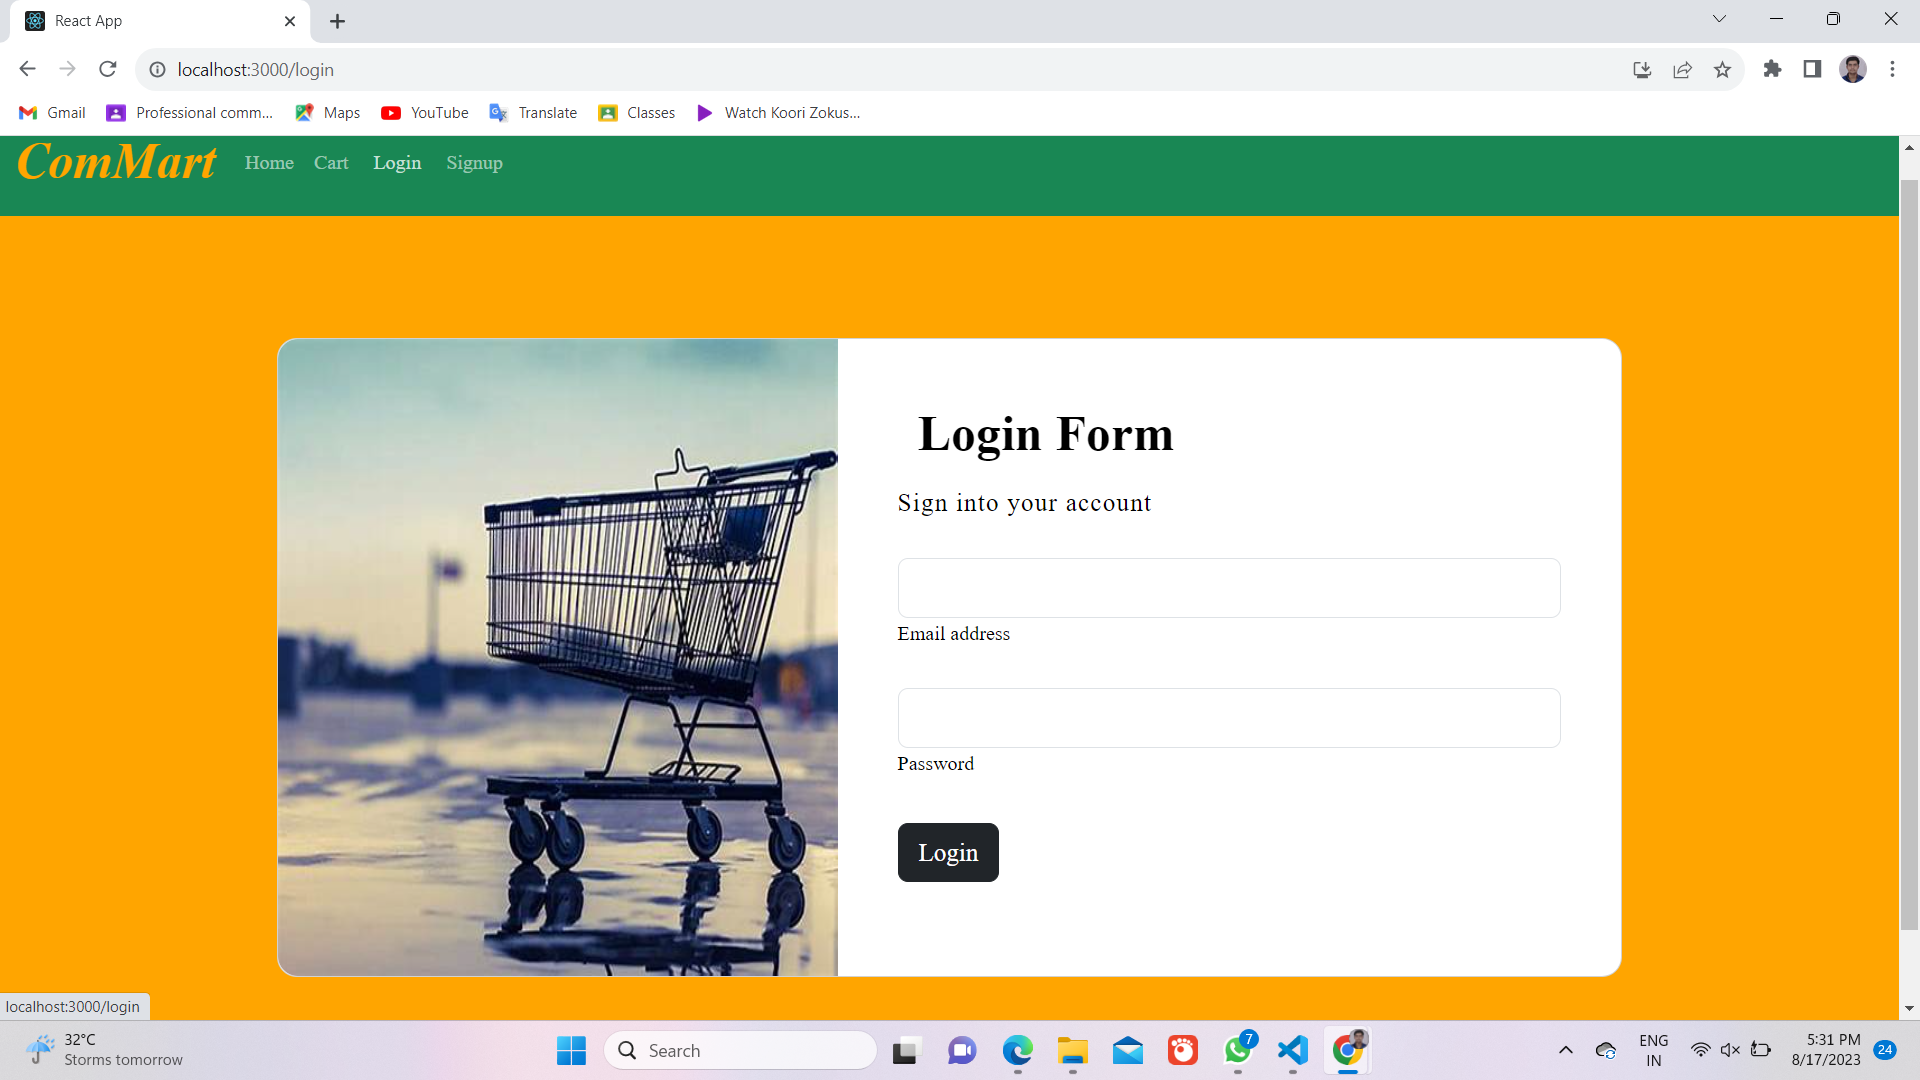 React App
localhost:3000/login
Gmail Professional comm... Maps YouTube Translate Classes Watch Koori Zokus...
ComMart Home Cart Login Signup
Login Form
Sign into your account
Email address
Password
Login
localhost:3000/login
32°C
Storms tomorrow
Search
7
ENG
IN
5:31 PM
8/17/2023
24